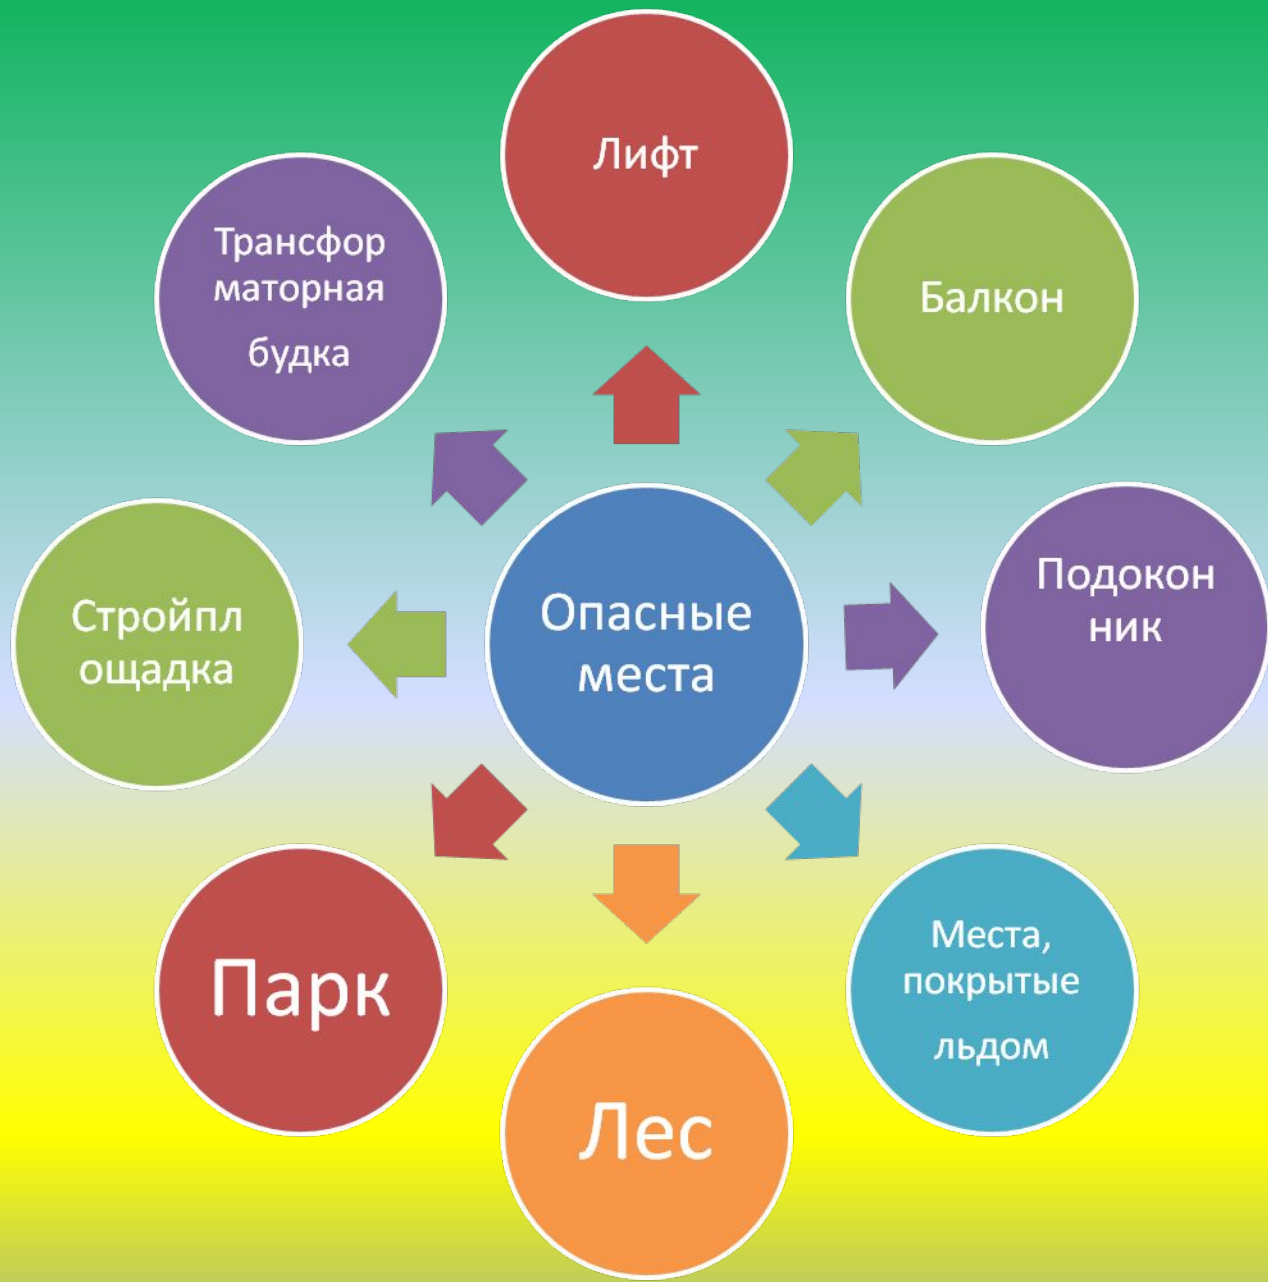 Лифт
Балкон
Подокон
ник
Места,
покрытые
льдом
Лес
Парк
Стройпл
ощадка
Трансфор
маторная
будка
Опасные
места